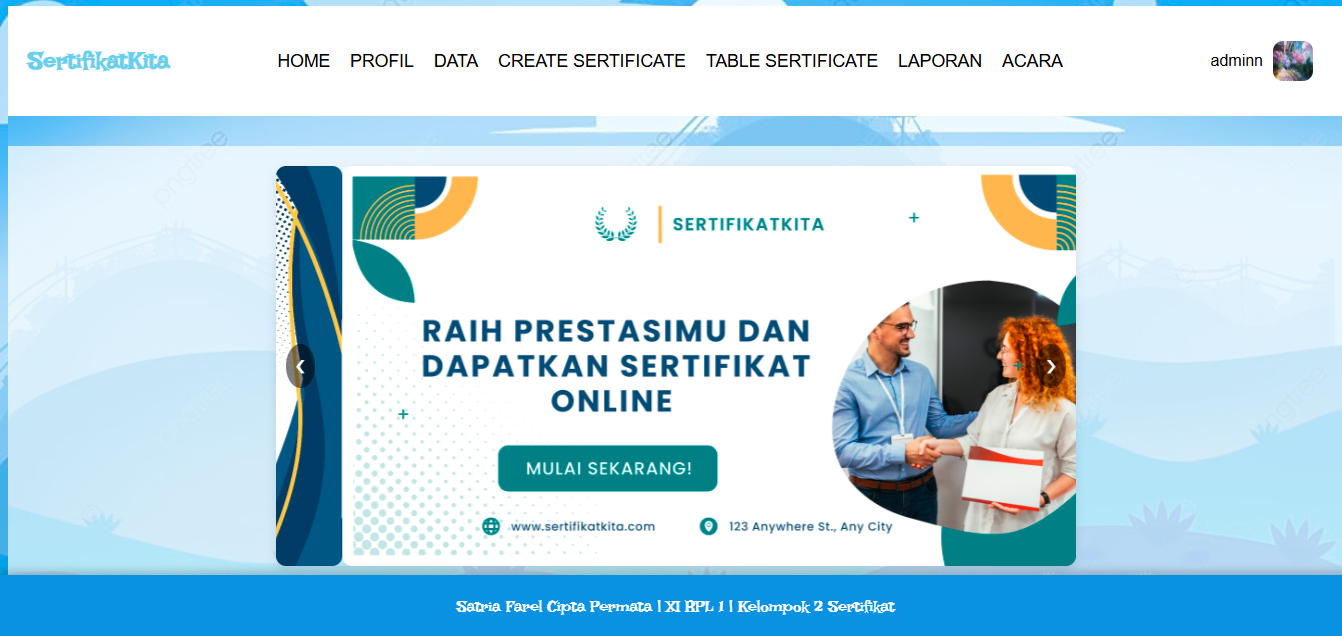 SertifikatKita
HOME PROFIL DATA CREATE SERTIFICATE TABLE SERTIFICATE LAPORAN ACARA
adminn
pngtree
SERTIFIKATKITA
RAIH PRESTASIMU DAN
DAPATKAN SERTIFIKAT
ONLINE
MULAI SEKARANG!
www.sertifikatkita.com
123 Anywhere St., Any City
Satria Farel Cipta Permata | XI RPL 1 | Kelompok 2 Sertifikat